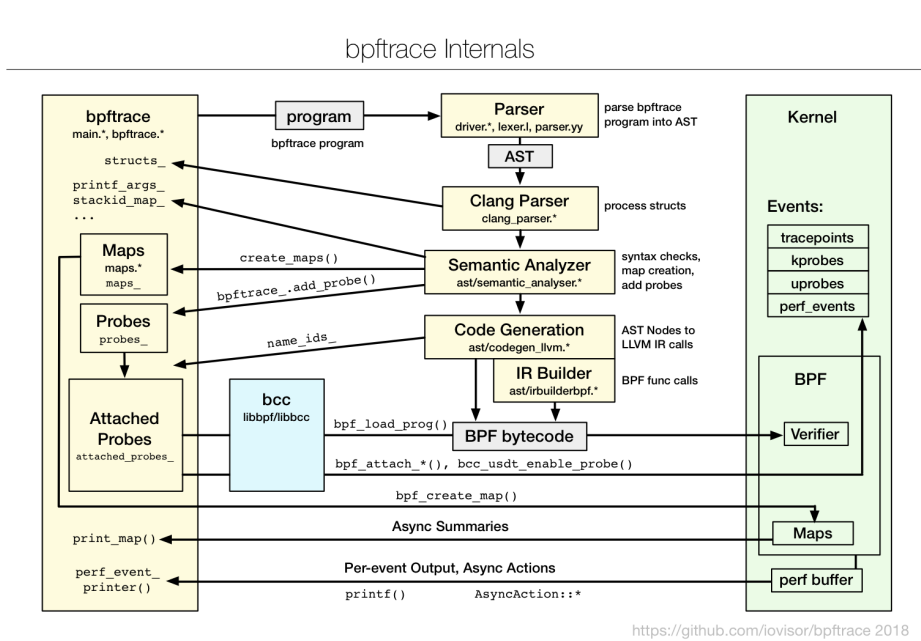 bpftrace Internals
bpftrace
main.*, bpftrace.*
structs_
printf_args_
stackid_map_
...
Maps
maps.*
maps_
Probes
probes_
Attached
Probes
attached_probes_
print_map()
perf_event_
printer()
program
bpftrace program
create_maps()
bpftrace_.add_probe()
name_ids_
bcc
libbpf/libbcc
Parser
driver.*, lexer.l, parser.yy
parse bpftrace
program into AST
AST
Clang Parser
clang_parser.*
process structs
Semantic Analyzer
ast/semantic_analyser.*
syntax checks,
map creation,
add probes
Code Generation
ast/codegen_llvm.*
AST Nodes to
LLVM IR calls
IR Builder
ast/irbuilderbpf.*
BPF func calls
bpf_load_prog()
BPF bytecode
bpf_attach_*(), bcc_usdt_enable_probe()
bpf_create_map()
Async Summaries
Per-event Output, Async Actions
printf() AsyncAction::*
Kernel
Events:
tracepoints
kprobes
uprobes
perf_events
BPF
Verifier
Maps
perf buffer
https://github.com/iovisor/bpftrace 2018